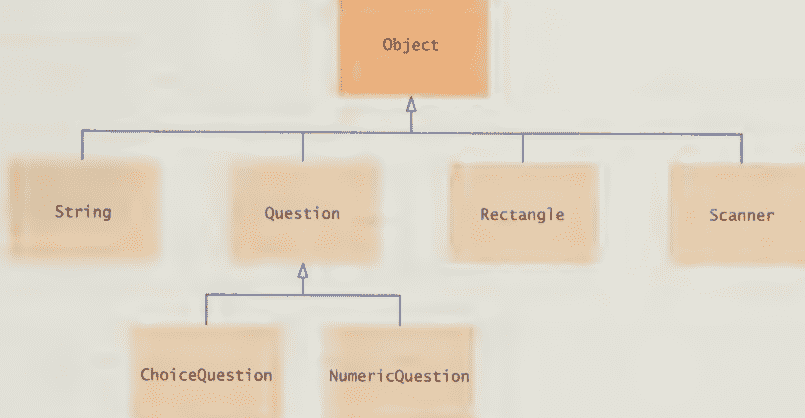 Object
String
Question
Rectangle
Scanner
ChoiceQuestion
NumericQuestion